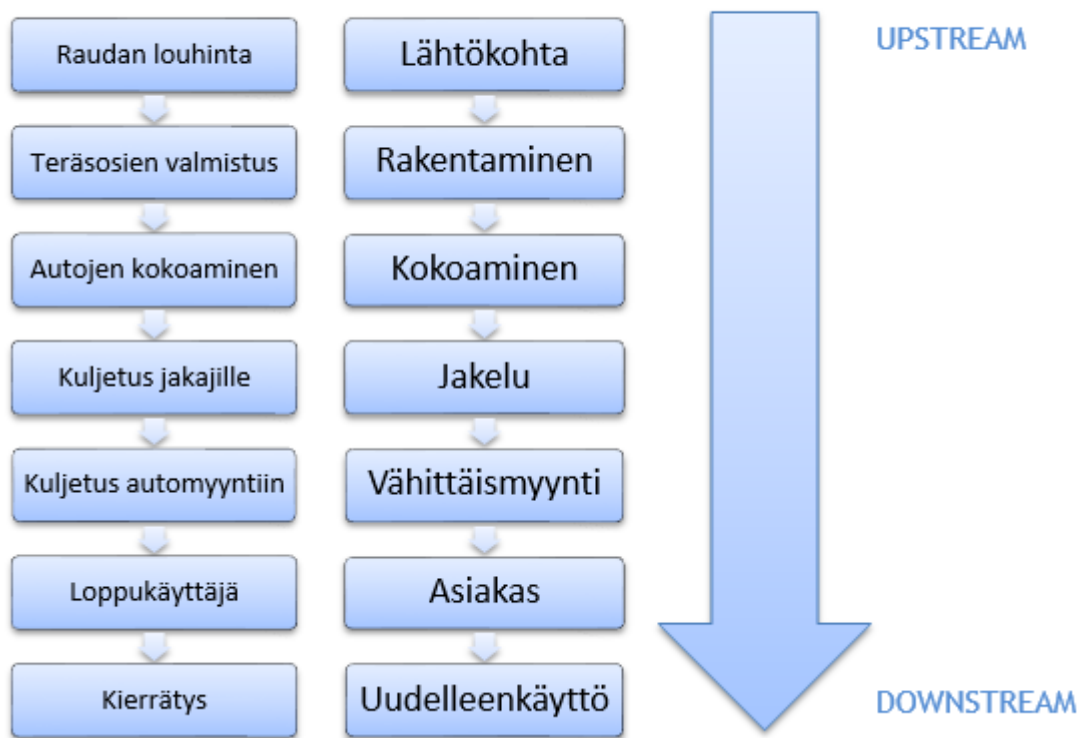 Raudan louhinta
Teräsosien valmistus
Autojen kokoaminen
Kuljetus jakajille
Kuljetus automyyntiin
Loppukäyttäjä
Kierrätys
Lähtökohta
Rakentaminen
Kokoaminen
Jakelu
Vähittäismyynti
Asiakas
Uudelleenkäyttö
UPSTREAM
DOWNSTREAM